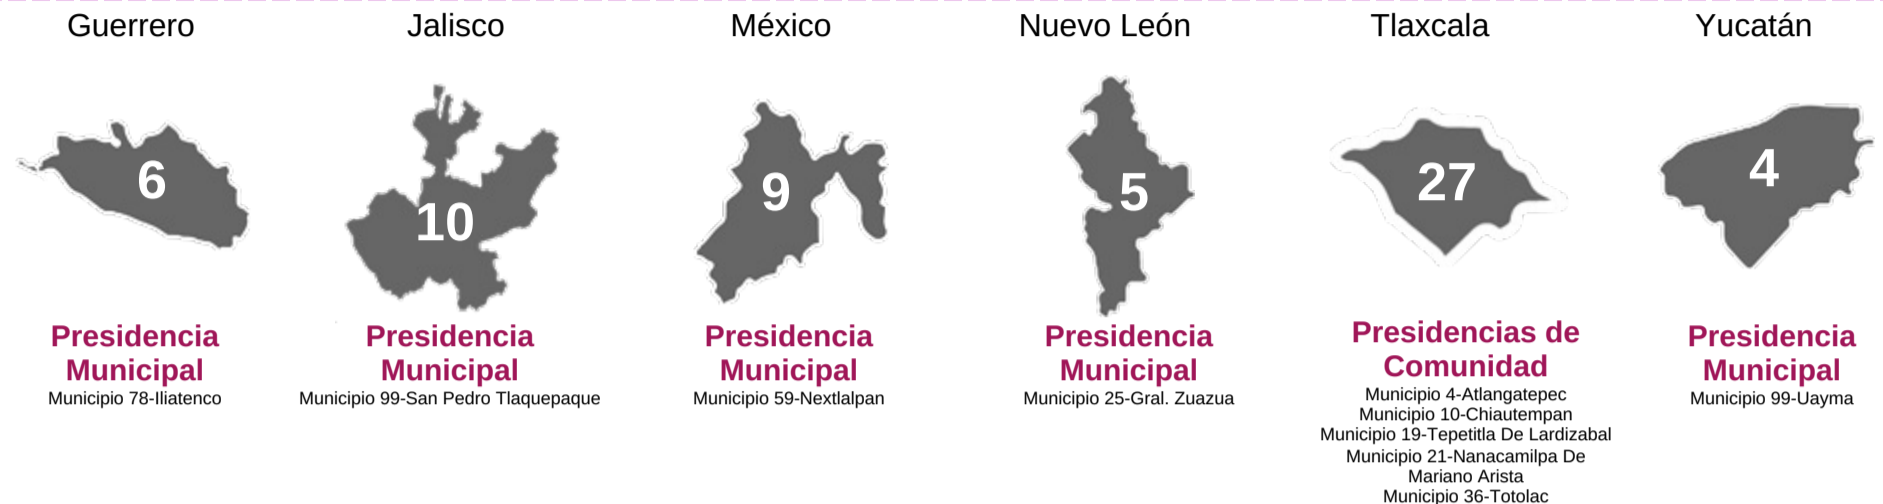 Guerrero
6
Presidencia
Municipal
Municipio 78-Iliatenco
Jalisco
10
Presidencia
Municipal
Municipio 99-San Pedro Tlaquepaque
México
9
Presidencia
Municipal
Municipio 59-Nextlalpan
Nuevo León
5
Presidencia
Municipal
Municipio 25-Gral. Zuazua
Tlaxcala
27
Presidencias de
Comunidad
Municipio 4-Atlangatepec
Municipio 10-Chiautempan
Municipio 19-Tepetitla De Lardizabal
Municipio 21-Nanacamilpa De
Mariano Arista
Municipio 36-Totolac
Yucatán
4
Presidencia
Municipal
Municipio 99-Uayma